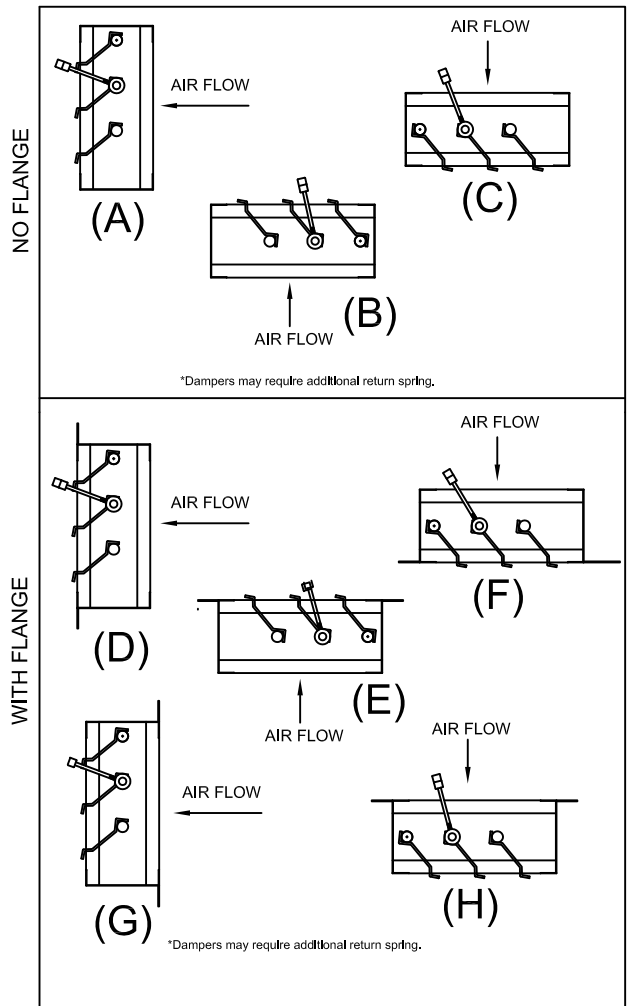 NO FLANGE
AIR FLOW
(A)
AIR FLOW
(C)
AIR FLOW
(B)
*Dampers may require additional return spring.
WITH FLANGE
AIR FLOW
(D)
AIR FLOW
(F)
AIR FLOW
(E)
AIR FLOW
(G)
AIR FLOW
(H)
*Dampers may require additional return spring.